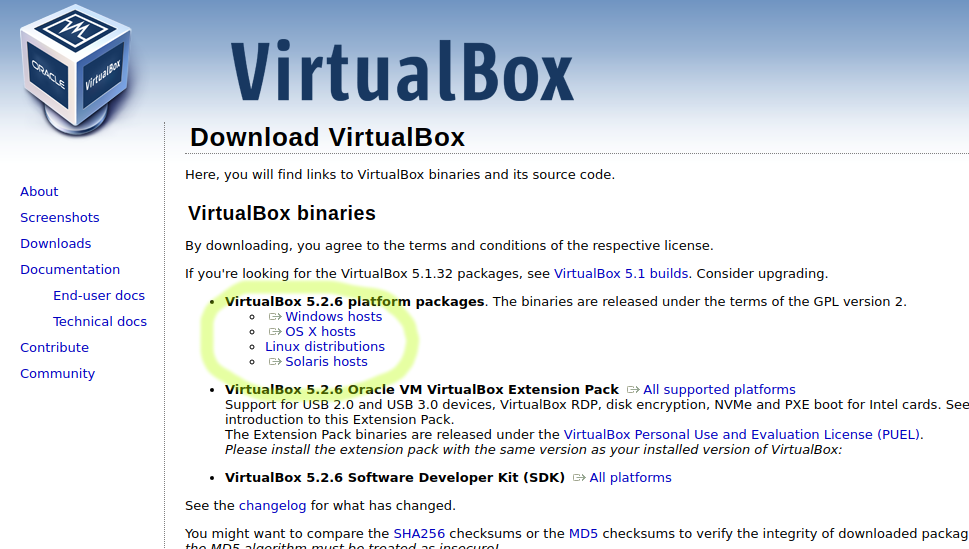 ORACLE
VirtualBox
VirtualBox
Download VirtualBox
Here, you will find links to VirtualBox binaries and its source code.
About
Screenshots
Downloads
Documentation
End-user docs
Technical docs
Contribute
Community
VirtualBox binaries
By downloading, you agree to the terms and conditions of the respective license.
If you're looking for the VirtualBox 5.1.32 packages, see VirtualBox 5.1 builds. Consider upgrading.
VirtualBox 5.2.6 platform packages. The binaries are released under the terms of the GPL version 2.
Windows hosts
OS X hosts
Linux distributions
Solaris hosts
VirtualBox 5.2.6 Oracle VM VirtualBox Extension Pack All supported platforms
Support for USB 2.0 and USB 3.0 devices, VirtualBox RDP, disk encryption, NVMe and PXE boot for Intel cards. See
introduction to this Extension Pack.
The Extension Pack binaries are released under the VirtualBox Personal Use and Evaluation License (PUEL).
Please install the extension pack with the same version as your installed version of VirtualBox:
VirtualBox 5.2.6 Software Developer Kit (SDK) All platforms
See the changelog for what has changed.
You might want to compare the SHA256 checksums or the MD5 checksums to verify the integrity of downloaded packag
the MD5 algorithm must be treated as insecure!